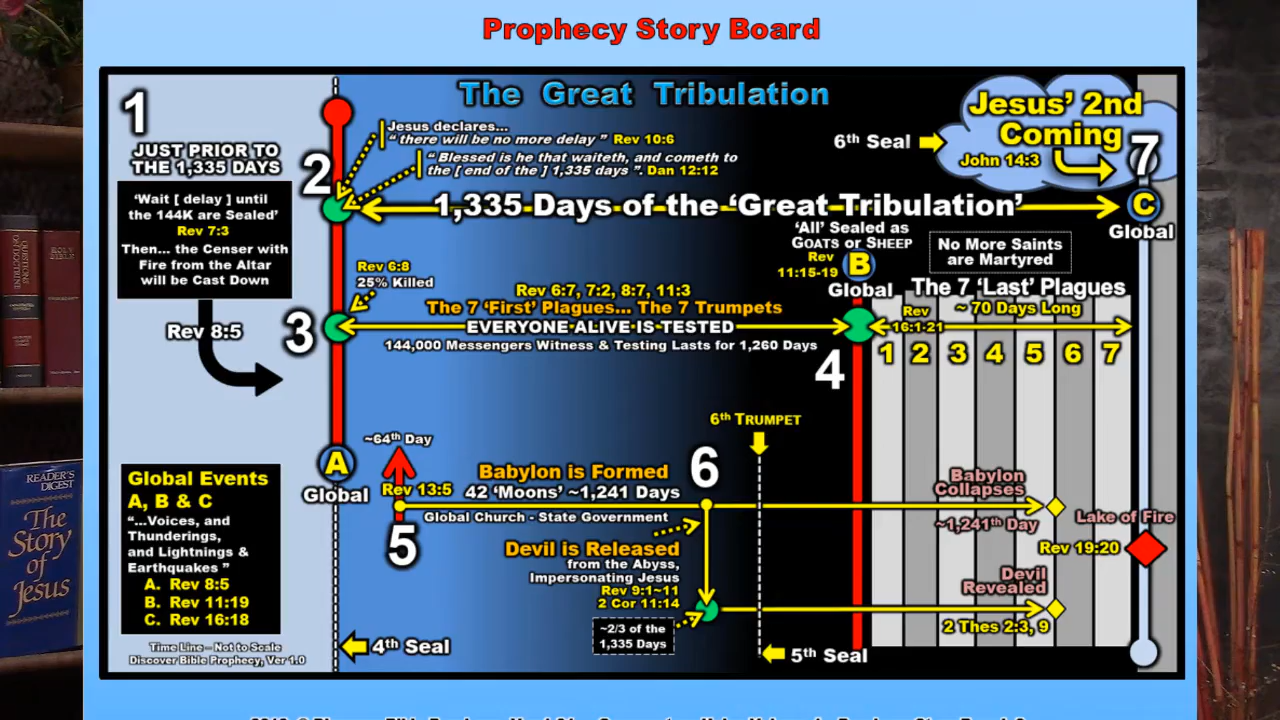 Prophecy Story Board
The Great Tribulation
1
JUST PRIOR TO
THE 1,335 DAYS
'Wait [ delay ] until
the 144K are Sealed'
Rev 7:3
Then... the Censer with
Fire from the Altar
will be Cast Down
Rev 8:5
2
Jesus declares...
“ there will be no more delay ” Rev 10:6
“ Blessed is he that waiteth, and cometh to
the [ end of the ] 1,335 days ”. Dan 12:12
6th Seal
Jesus' 2nd
Coming
John 14:3
7
1,335 Days of the 'Great Tribulation'
C
Global
'All' Sealed as
GOATS or SHEEP
Rev
11:15-19
B
Global
No More Saints
are Martyred
3
Rev 6:8
25% Killed
Rev 6:7, 7:2, 8:7, 11:3
The 7 'First' Plagues... The 7 Trumpets
EVERYONE ALIVE IS TESTED
144,000 Messengers Witness & Testing Lasts for 1,260 Days
4
The 7 'Last' Plagues
~ 70 Days Long
Rev
16:1-21
1 2 3 4 5 6 7
A
Global
~64th Day
Rev 13:5
5
Babylon is Formed
42 'Moons' ~1,241 Days
Global Church - State Government
6
6th TRUMPET
Devil is Released
from the Abyss,
Impersonating Jesus
Rev 9:1~11
2 Cor 11:14
~2/3 of the
1,335 Days
Babylon
Collapses
~1,241th Day
Lake of Fire
Rev 19:20
Devil
Revealed
2 Thes 2:3, 9
Global Events
A, B & C
“...Voices, and
Thunderings,
and Lightnings &
Earthquakes ”
A. Rev 8:5
B. Rev 11:19
C. Rev 16:18
Time Line – Not to Scale
Discover Bible Prophecy, Ver 1.0
4th Seal
5th Seal
QUESTIONS
ON DOCTRINE
READER'S
DIGEST
The
Story
of
Jesus